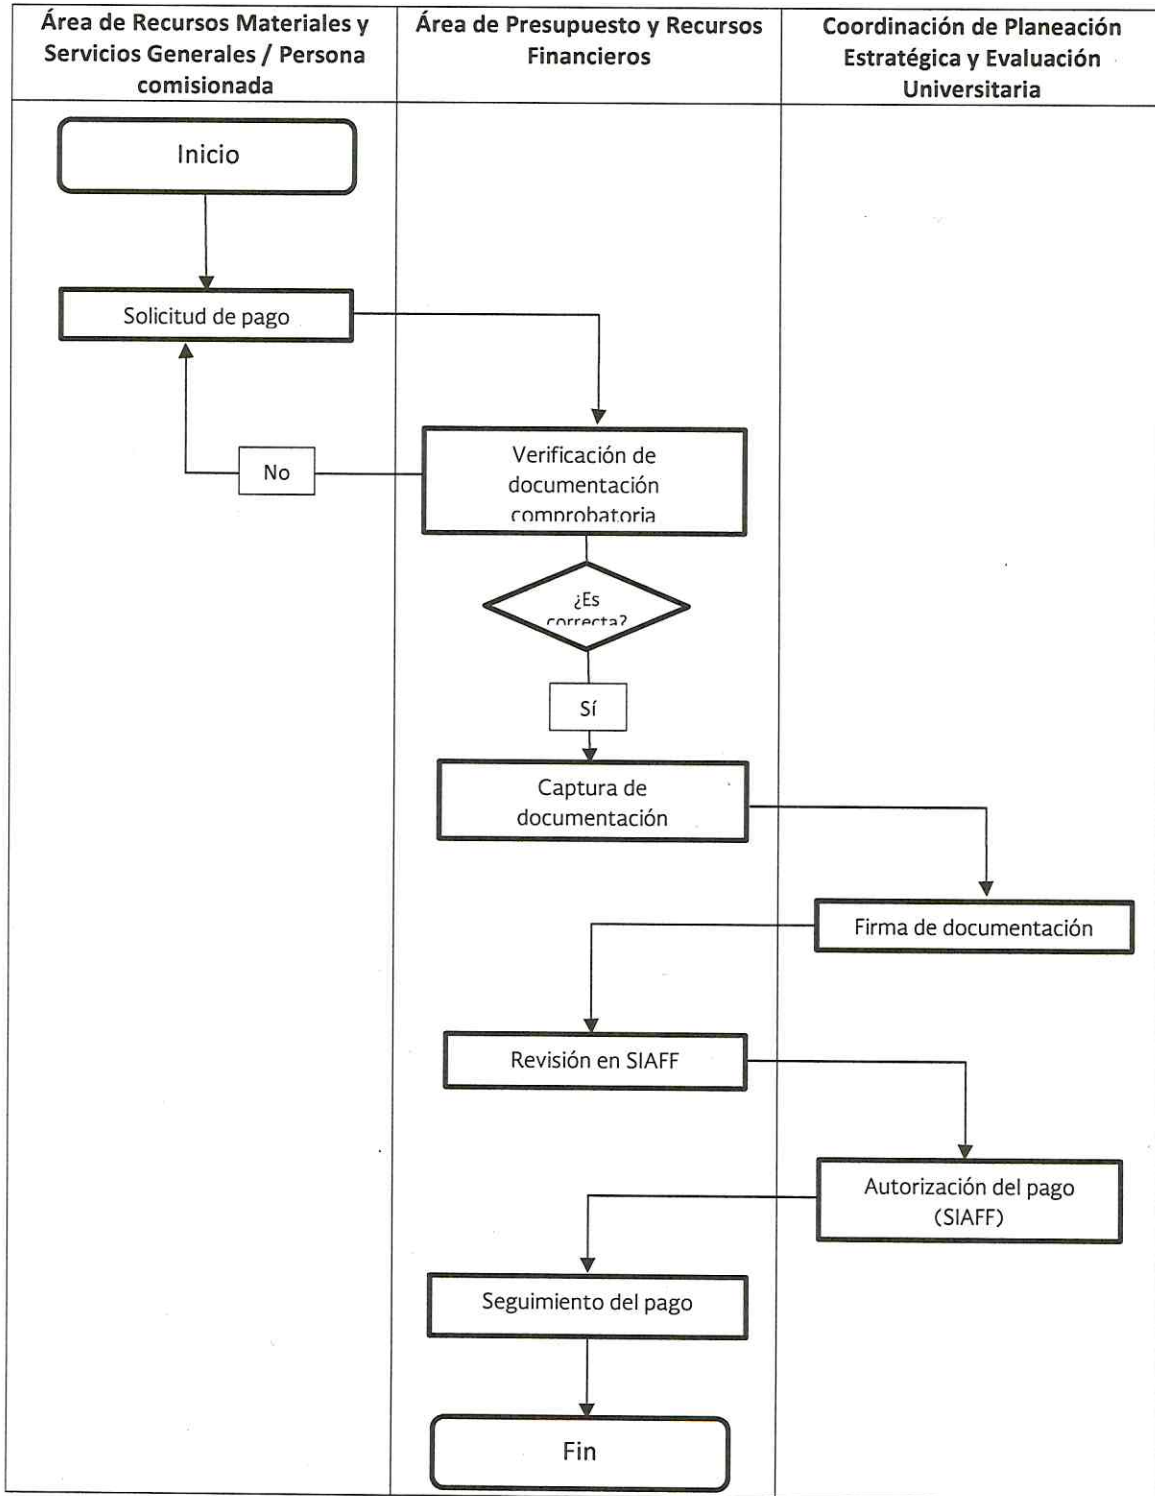 Área de Recursos Materiales y
Servicios Generales / Persona
comisionada
Área de Presupuesto y Recursos
Financieros
Coordinación de Planeación
Estratégica y Evaluación
Universitaria
Inicio
Solicitud de pago
Verificación de
documentación
comprobatoria
No
¿Es
correcta?
Sí
Captura de
documentación
Firma de documentación
Revisión en SIAFF
Autorización del pago
(SIAFF)
Seguimiento del pago
Fin